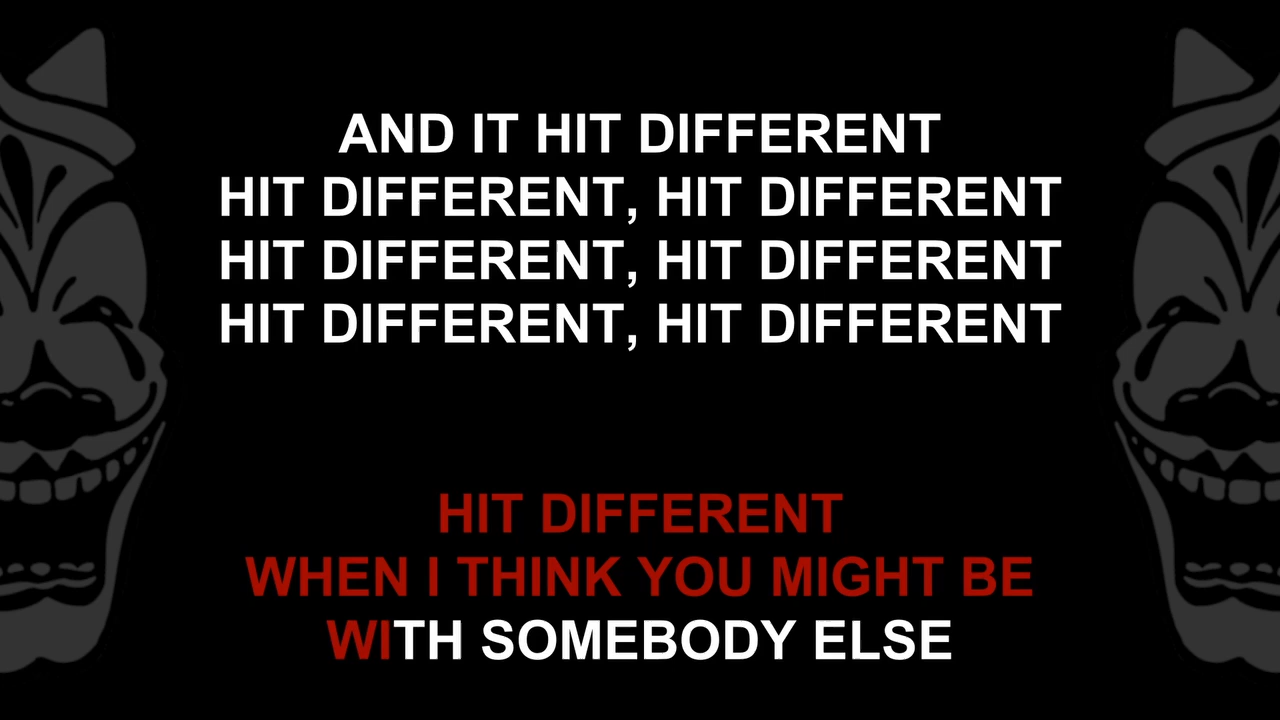 AND IT HIT DIFFERENT
HIT DIFFERENT, HIT DIFFERENT
HIT DIFFERENT, HIT DIFFERENT
HIT DIFFERENT, HIT DIFFERENT
HIT DIFFERENT
WHEN I THINK YOU MIGHT BE
WITH SOMEBODY ELSE